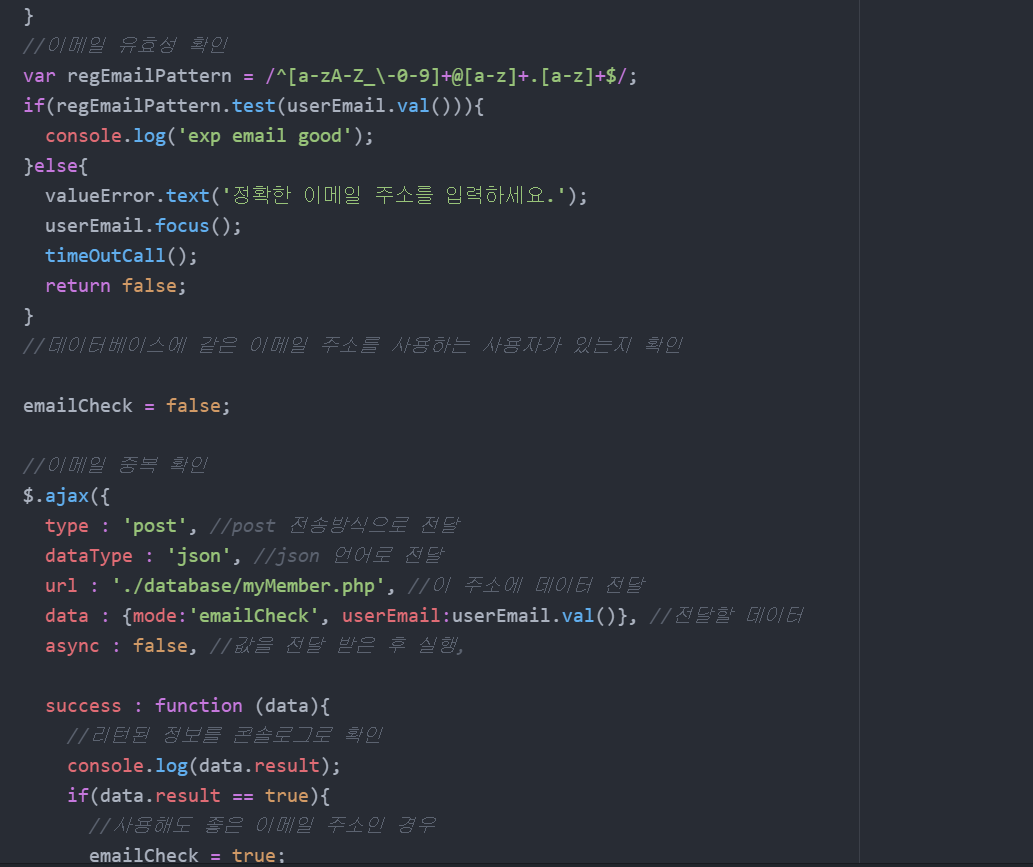 }
//이메일 유효성 확인
var regEmailPattern = /^[a-zA-Z_\-0-9]+@[a-z]+.[a-z]+$/;
if(regEmailPattern.test(userEmail.val())){
console.log('exp email good');
}else{
valueError.text('정확한 이메일 주소를 입력하세요.');
userEmail.focus();
timeOutCall();
return false;
}
//데이터베이스에 같은 이메일 주소를 사용하는 사용자가 있는지 확인
emailCheck = false;
//이메일 중복 확인
$.ajax({
type : 'post', //post 전송방식으로 전달
dataType : 'json', //json 언어로 전달
url : './database/myMember.php', //이 주소에 데이터 전달
data : {mode:'emailCheck', userEmail:userEmail.val()}, //전달할 데이터
async : false, //값을 전달 받은 후 실행,
success : function (data){
//리턴된 정보를 콘솔로그로 확인
console.log(data.result);
if(data.result == true){
//사용해도 좋은 이메일 주소인 경우
emailCheck = true;